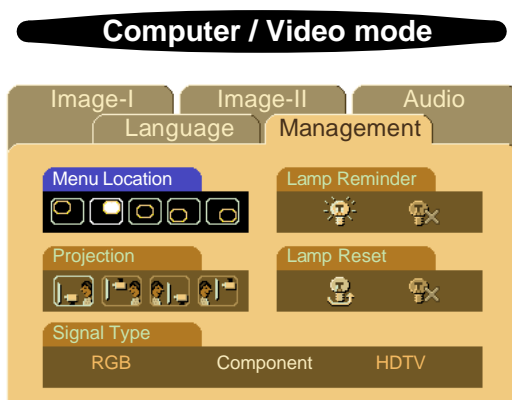 Computer / Video mode
Image-I Image-II Audio
Language Management
Menu Location Lamp Reminder
Projection Lamp Reset
Signal Type
RGB Component HDTV